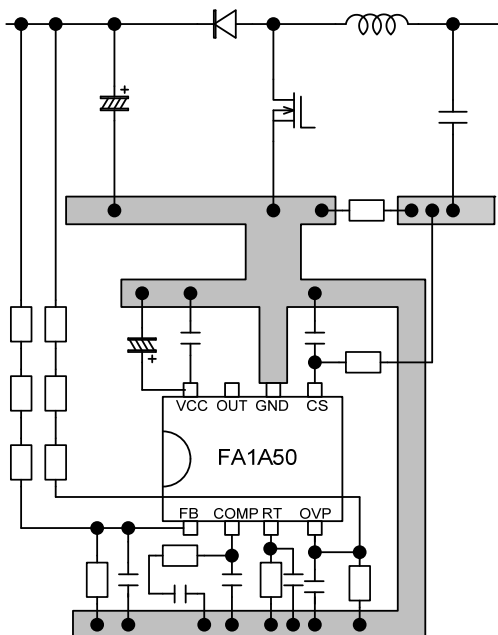 +
+
VCC OUT GND CS
FA1A50
FB COMP RT OVP